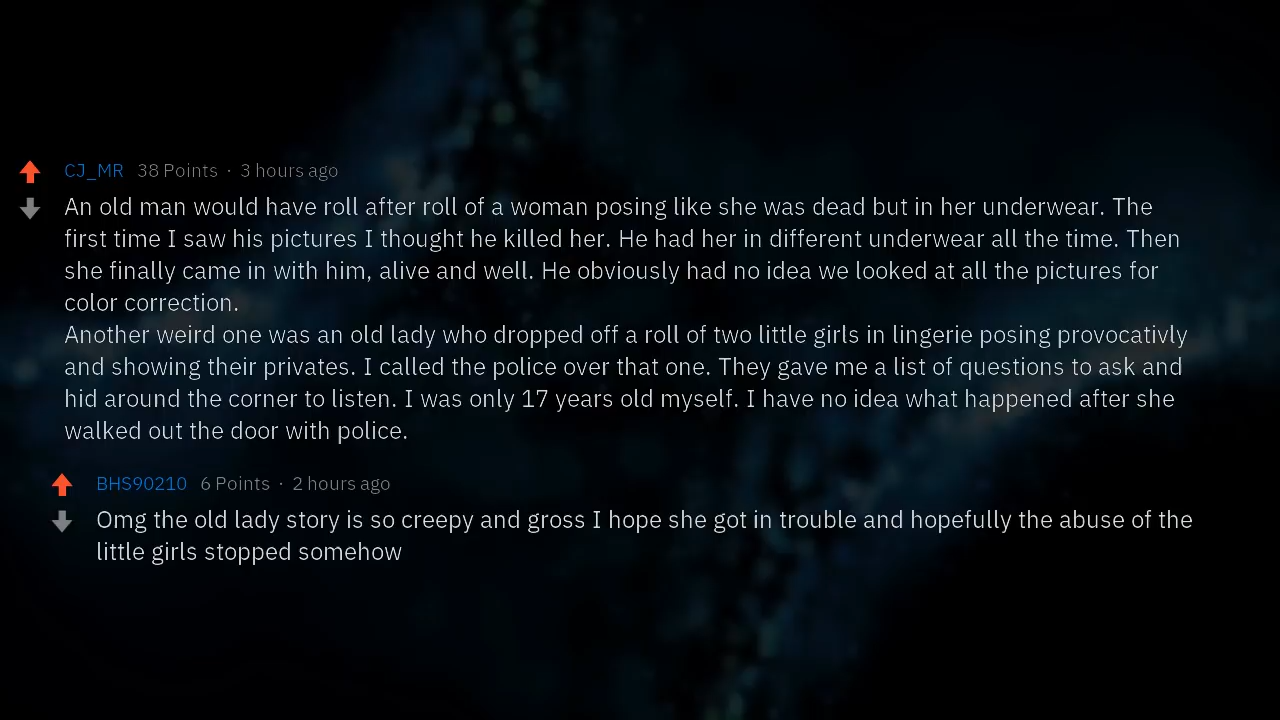 CJ_MR 38 Points · 3 hours ago
An old man would have roll after roll of a woman posing like she was dead but in her underwear. The
first time I saw his pictures I thought he killed her. He had her in different underwear all the time. Then
she finally came in with him, alive and well. He obviously had no idea we looked at all the pictures for
color correction.
Another weird one was an old lady who dropped off a roll of two little girls in lingerie posing provocativly
and showing their privates. I called the police over that one. They gave me a list of questions to ask and
hid around the corner to listen. I was only 17 years old myself. I have no idea what happened after she
walked out the door with police.
BHS90210 6 Points · 2 hours ago
Omg the old lady story is so creepy and gross I hope she got in trouble and hopefully the abuse of the
little girls stopped somehow